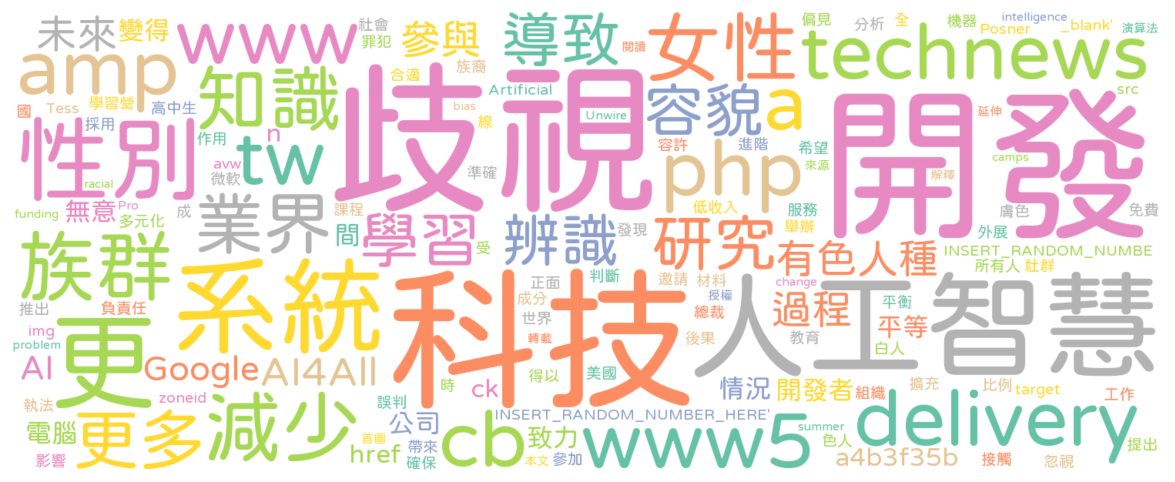 未來
變得
www
社會
罪犯
參與
導致
閱讀
女性
偏見
分析
全
機器
intelligence
Posner
_blank'
演算法
amp
知識
歧視
合適
族裔
Artificial
容貌
a
technews
src
國
Tess
學習營
高中生
採用
作用
n
bias
線
Unwire
容許
進階
希望
開發
延伸
性別
tw
avw
微軟
準確
php
來源
camps
解釋
racial
funding
Pro
無意
多元化
成
業界
課程
間
學習
受
辨識
發現
低收入
服務
舉辦
膚色
免費
外展
族群
系統
研究
有色人種
INSERT_RANDOM_NUMBE
所有人
社群
推出
負責任
科技
正面
成分
世界
轉載
判斷
邀請
材料
授權
總裁
change
過程
平衡
平等
人工智慧
img
problem
更
AI
Google
AI4All
後果
教育
白人
執法
zoneid
減少
誤判
時
ck
得以
美國
情況
開發者
組織
擴充
比例
target
工作
電腦
更多
公司
INSERT_RANDOM_NUMBER_HERE'
summer
delivery
影響
href
首圖
帶來
確保
cb
本文
致力
參加
www5
色人
a4b3f35b
接觸
忽視
提出